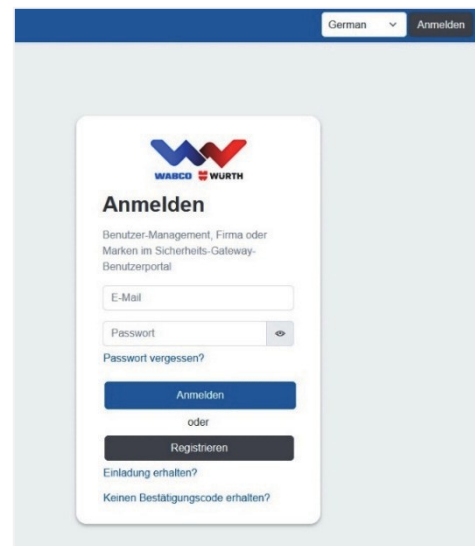 German
Anmelden
WABCO WÜRTH
Anmelden
Benutzer-Management, Firma oder
Marken im Sicherheits-Gateway-
Benutzerportal
E-Mail
Passwort
Passwort vergessen?
Anmelden
oder
Registrieren
Einladung erhalten?
Keinen Bestätigungscode erhalten?